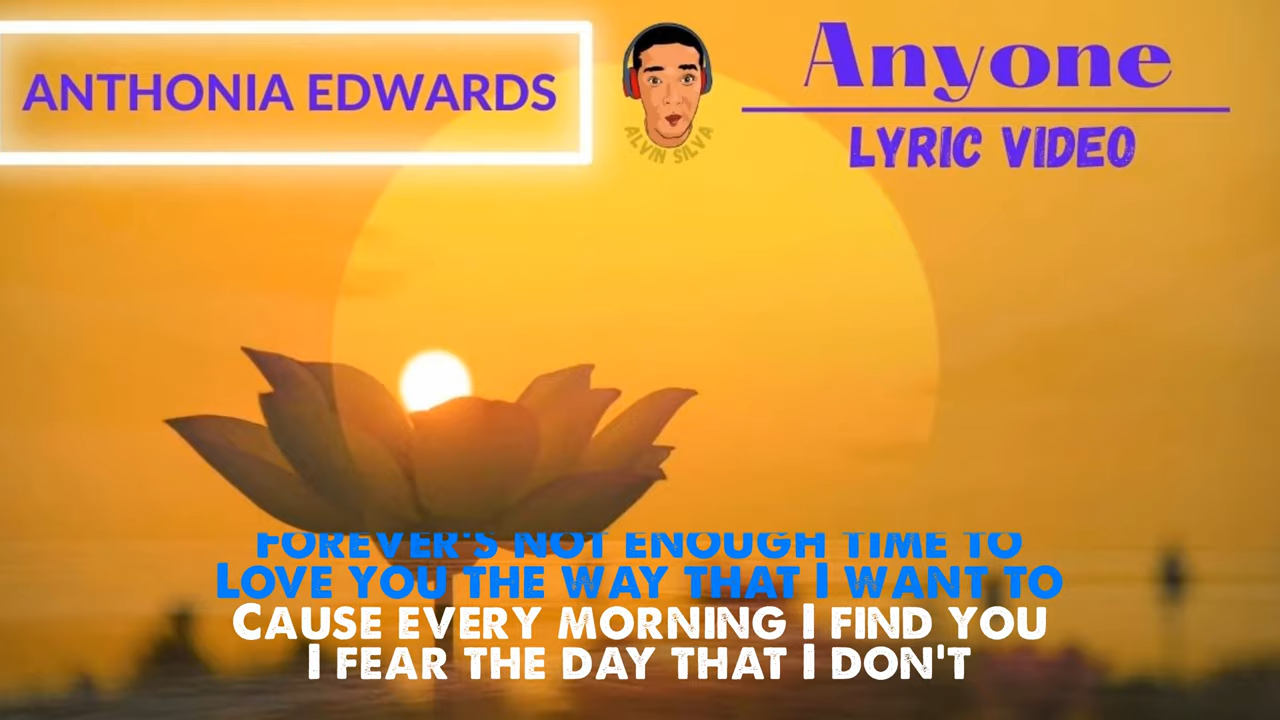 ANTHONIA EDWARDS
ALVIN SILVA
Anyone
LYRIC VIDEO
FOREVER'S NOT ENOUGH TIME TO
LOVE YOU THE WAY THAT I WANT TO
CAUSE EVERY MORNING I FIND YOU
I FEAR THE DAY THAT I DON'T